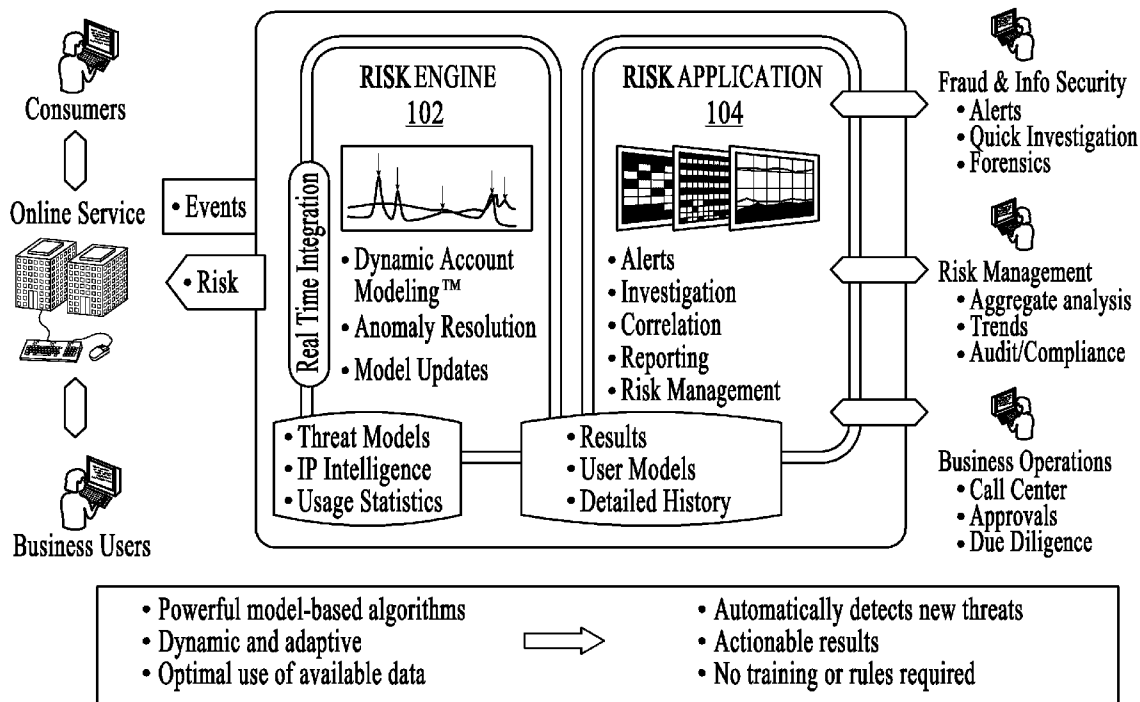 Consumers
Online Service
Business Users
• Events
• Risk
Real Time Integration
RISK ENGINE
102
• Dynamic Account
Modeling™
• Anomaly Resolution
• Model Updates
• Threat Models
• IP Intelligence
• Usage Statistics
RISK APPLICATION
104
• Alerts
• Investigation
• Correlation
• Reporting
• Risk Management
• Results
• User Models
• Detailed History
Fraud & Info Security
• Alerts
• Quick Investigation
• Forensics
Risk Management
• Aggregate analysis
• Trends
• Audit/Compliance
Business Operations
• Call Center
• Approvals
• Due Diligence
• Powerful model-based algorithms
• Dynamic and adaptive
• Optimal use of available data
• Automatically detects new threats
• Actionable results
• No training or rules required